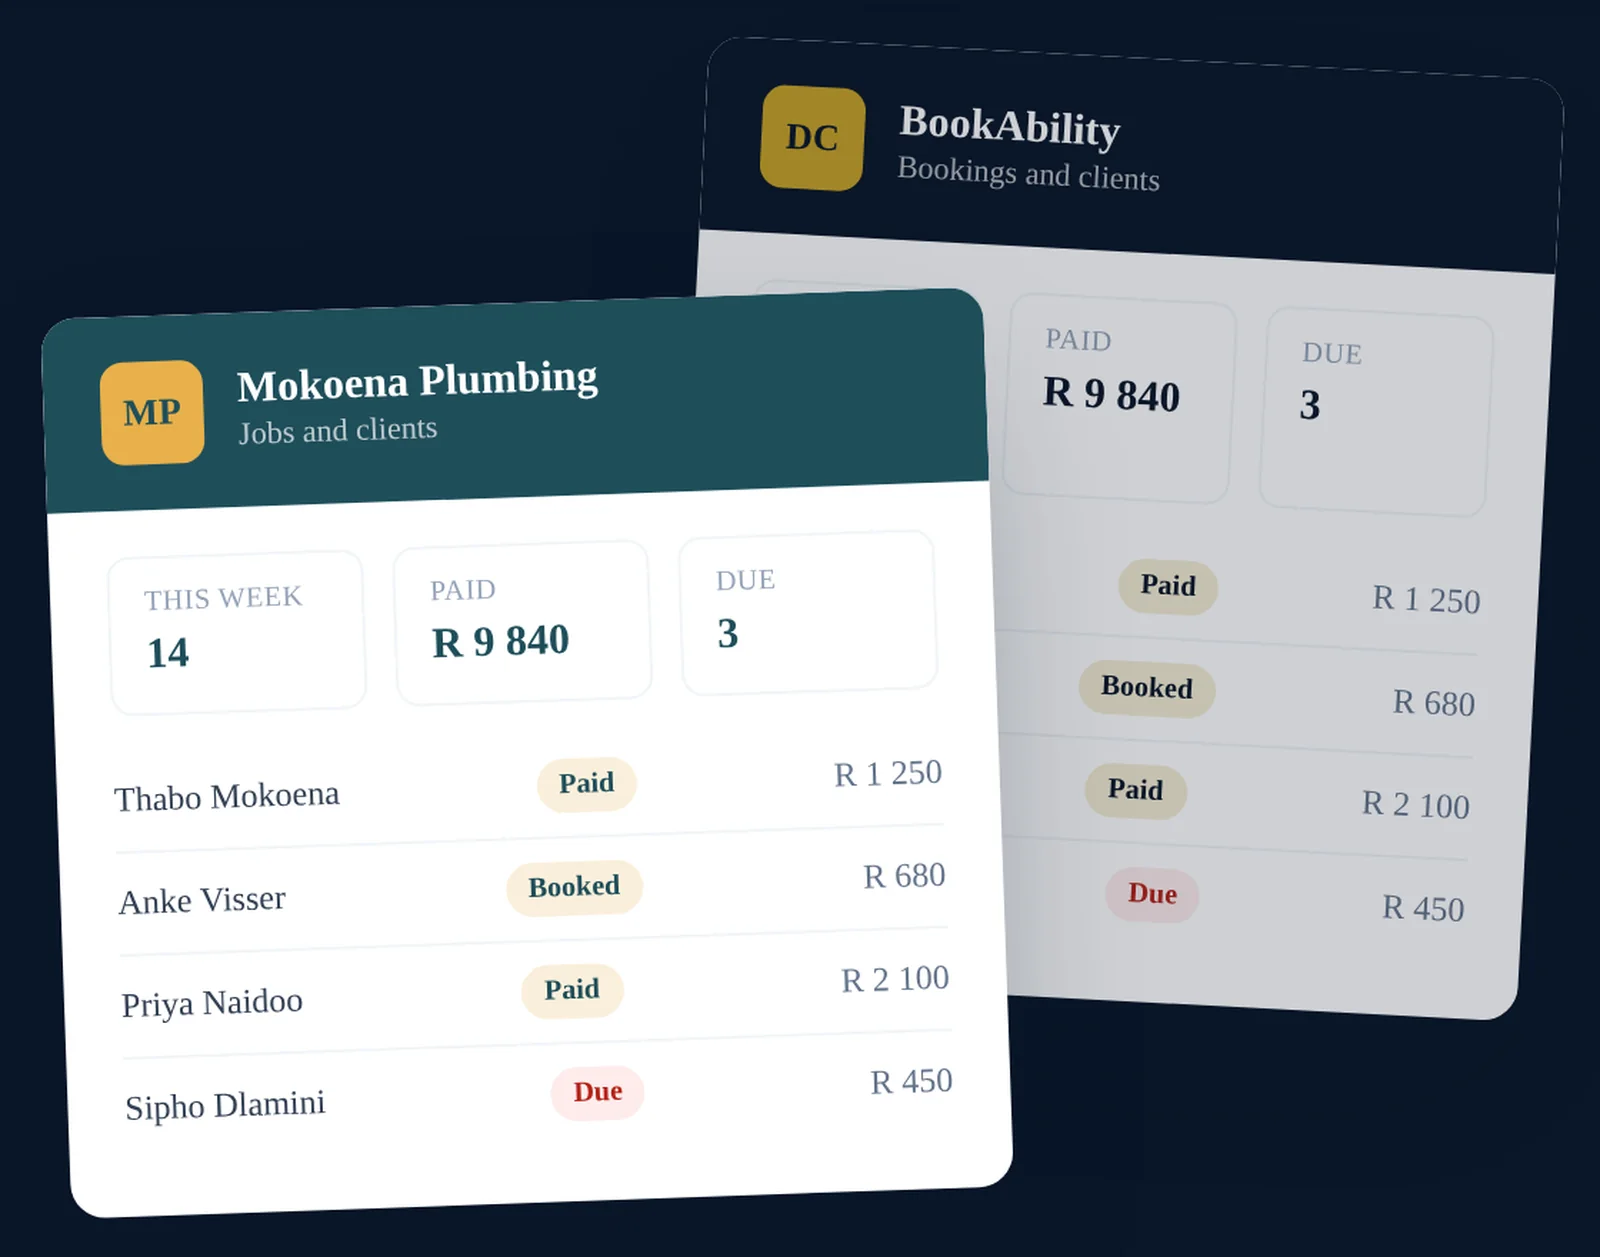 DC
BookAbility
Bookings and clients
PAID
R 9 840
DUE
3
Paid
R 1 250
Booked
R 680
Paid
R 2 100
Due
R 450
MP
Mokoena Plumbing
Jobs and clients
THIS WEEK
14
PAID
R 9 840
DUE
3
Thabo Mokoena
Paid
R 1 250
Anke Visser
Booked
R 680
Priya Naidoo
Paid
R 2 100
Sipho Dlamini
Due
R 450